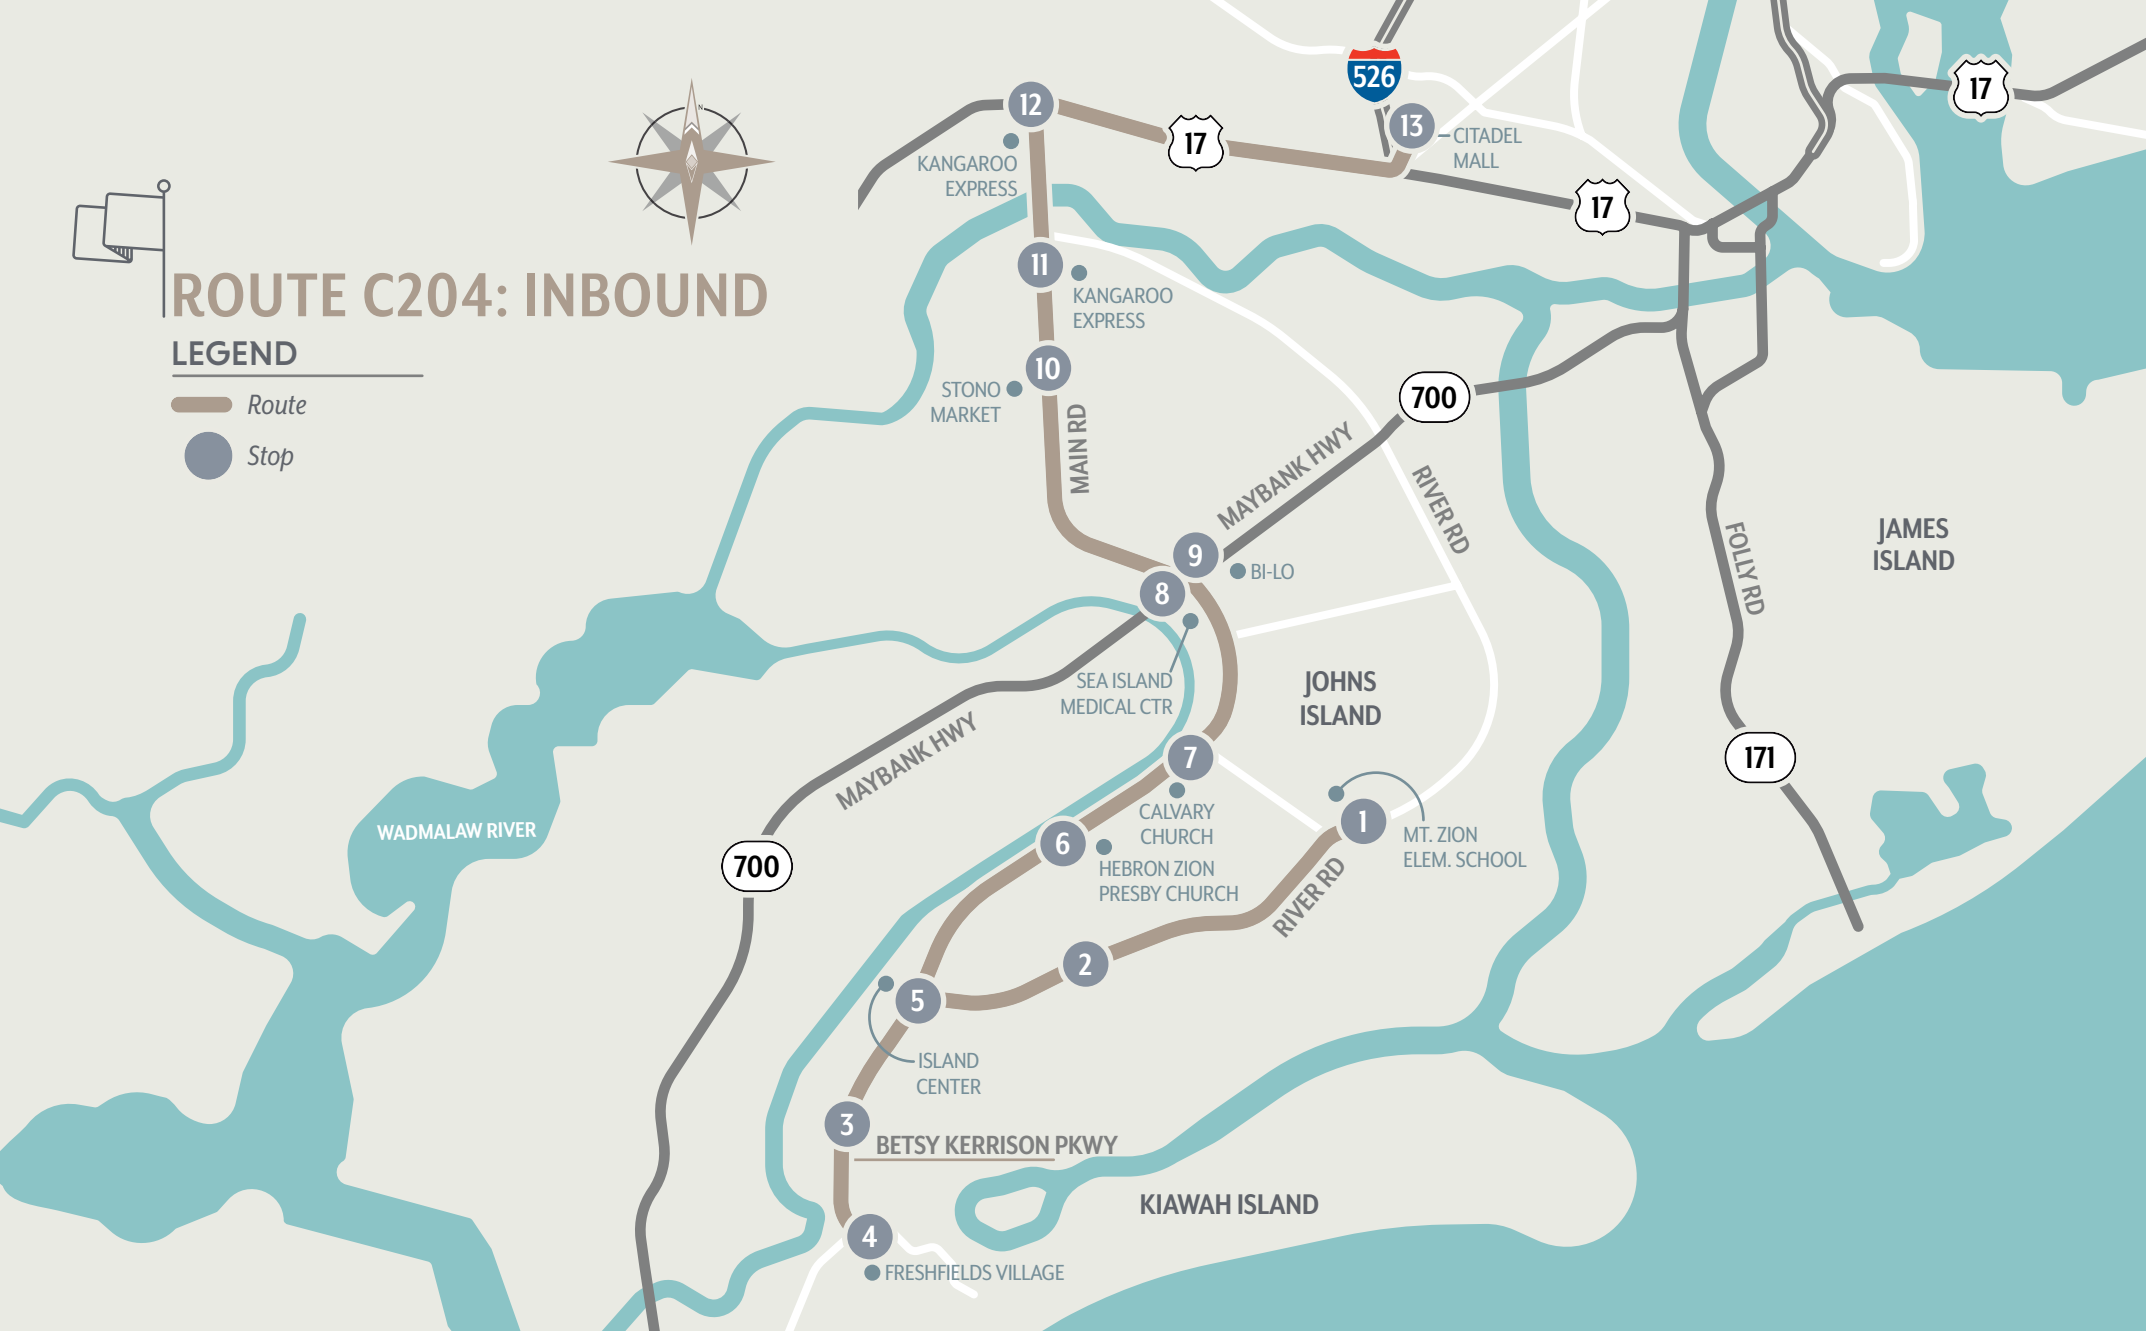 ROUTE C204: INBOUND
LEGEND
Route
Stop
N
12
KANGAROO
EXPRESS
17
526
13
CITADEL
MALL
17
17
11
KANGAROO
EXPRESS
10
STONO
MARKET
MAIN RD
700
MAYBANK HWY
RIVER RD
9
BI-LO
8
SEA ISLAND
MEDICAL CTR
JOHNS
ISLAND
JAMES
ISLAND
FOLLY RD
171
7
CALVARY
CHURCH
MAYBANK HWY
WADMALAW RIVER
700
6
HEBRON ZION
PRESBY CHURCH
1
MT. ZION
ELEM. SCHOOL
RIVER RD
2
5
ISLAND
CENTER
3
BETSY KERRISON PKWY
KIAWAH ISLAND
4
FRESHFIELDS VILLAGE